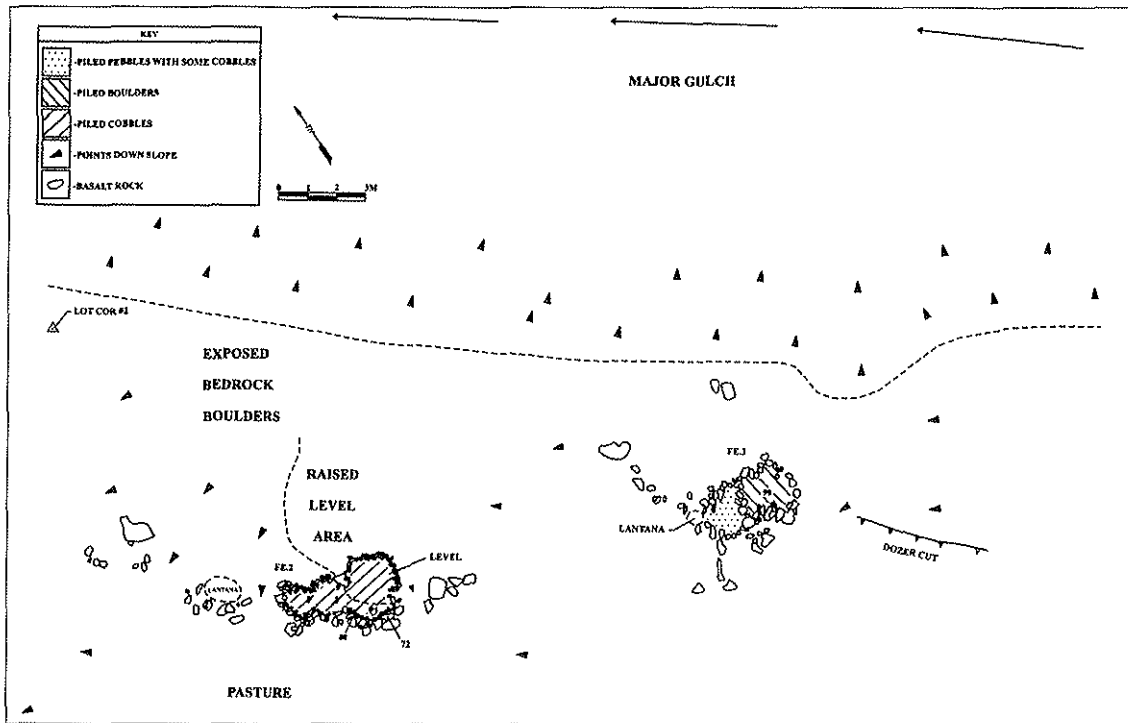 KEY
-PILED PEBBLES WITH SOME COBBLES
-PILED BOULDERS
-PILED COBBLES
-POINTS DOWN SLOPE
-BASALT ROCK
MAJOR GULCH
0 1 2 3M
LOT COR #2
EXPOSED
BEDROCK
BOULDERS
RAISED
LEVEL
AREA
FE.1
LANTANA
DOZER CUT
FE.2
LEVEL
LANTANA
72
PASTURE